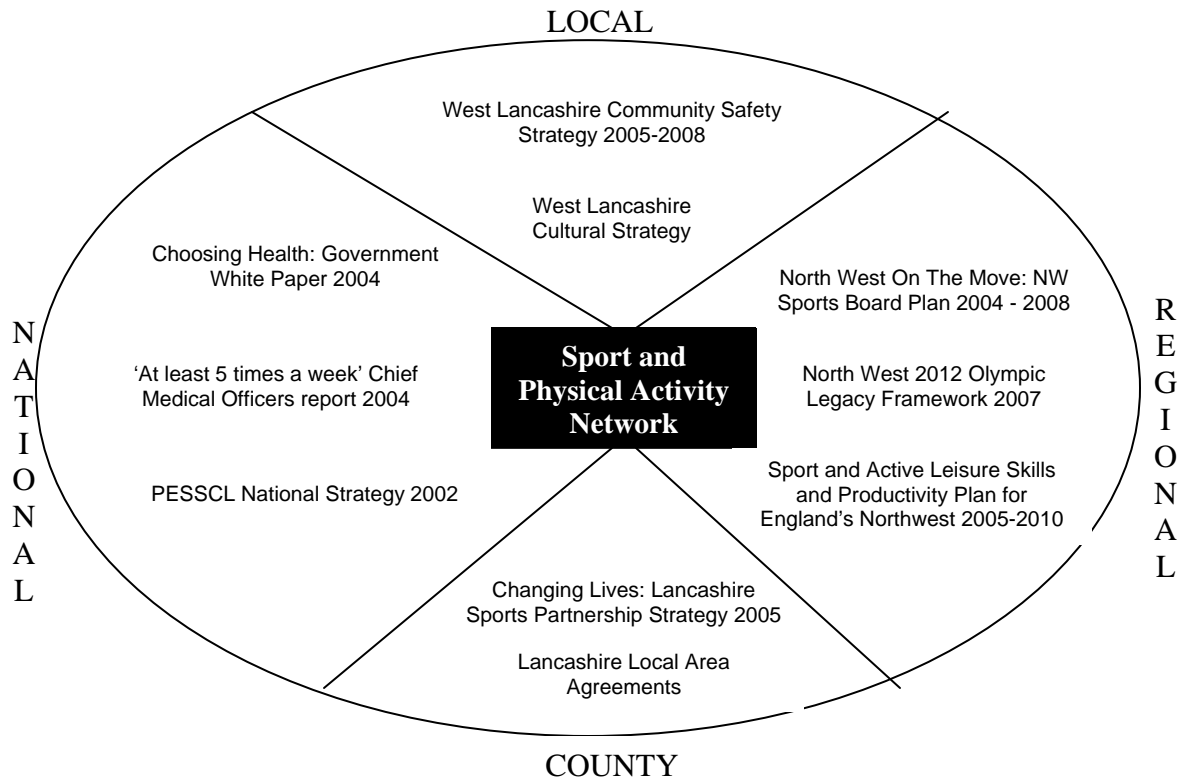 LOCAL
West Lancashire Community Safety
Strategy 2005-2008
West Lancashire
Cultural Strategy
NATIONAL
Choosing Health: Government
White Paper 2004
‘At least 5 times a week’ Chief
Medical Officers report 2004
PESSCL National Strategy 2002
Sport and
Physical Activity
Network
REGIONAL
North West On The Move: NW
Sports Board Plan 2004 - 2008
North West 2012 Olympic
Legacy Framework 2007
Sport and Active Leisure Skills
and Productivity Plan for
England’s Northwest 2005-2010
Changing Lives: Lancashire
Sports Partnership Strategy 2005
Lancashire Local Area
Agreements
COUNTY